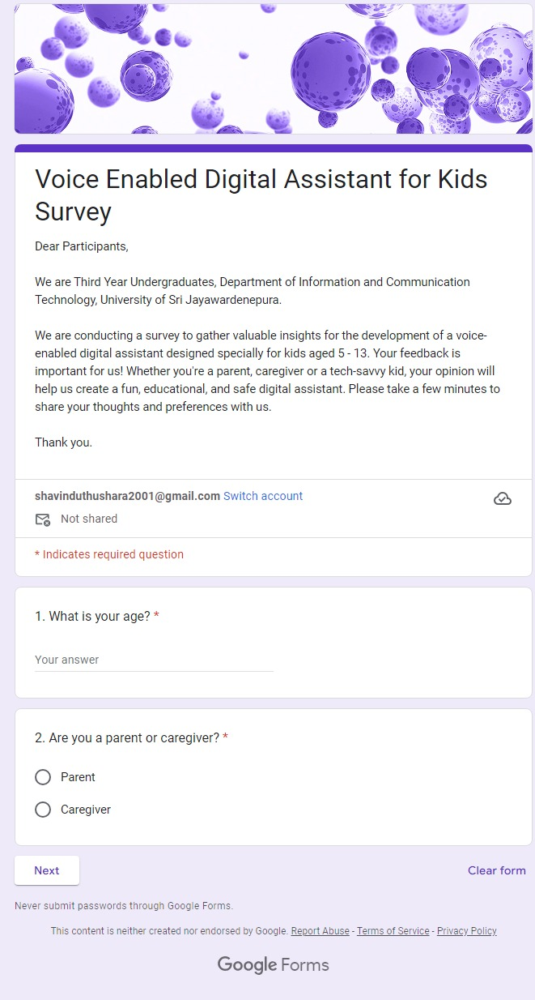 Voice Enabled Digital Assistant for Kids
Survey
Dear Participants,
We are Third Year Undergraduates, Department of Information and Communication
Technology, University of Sri Jayawardenepura.
We are conducting a survey to gather valuable insights for the development of a voice-
enabled digital assistant designed specially for kids aged 5 - 13. Your feedback is
important for us! Whether you're a parent, caregiver or a tech-savvy kid, your opinion will
help us create a fun, educational, and safe digital assistant. Please take a few minutes to
share your thoughts and preferences with us.
Thank you.
shavinduthushara2001@gmail.com Switch account
Not shared
* Indicates required question
1. What is your age? *
Your answer
2. Are you a parent or caregiver? *
Parent
Caregiver
Next Clear form
Never submit passwords through Google Forms.
This content is neither created nor endorsed by Google. Report Abuse - Terms of Service - Privacy Policy
Google Forms